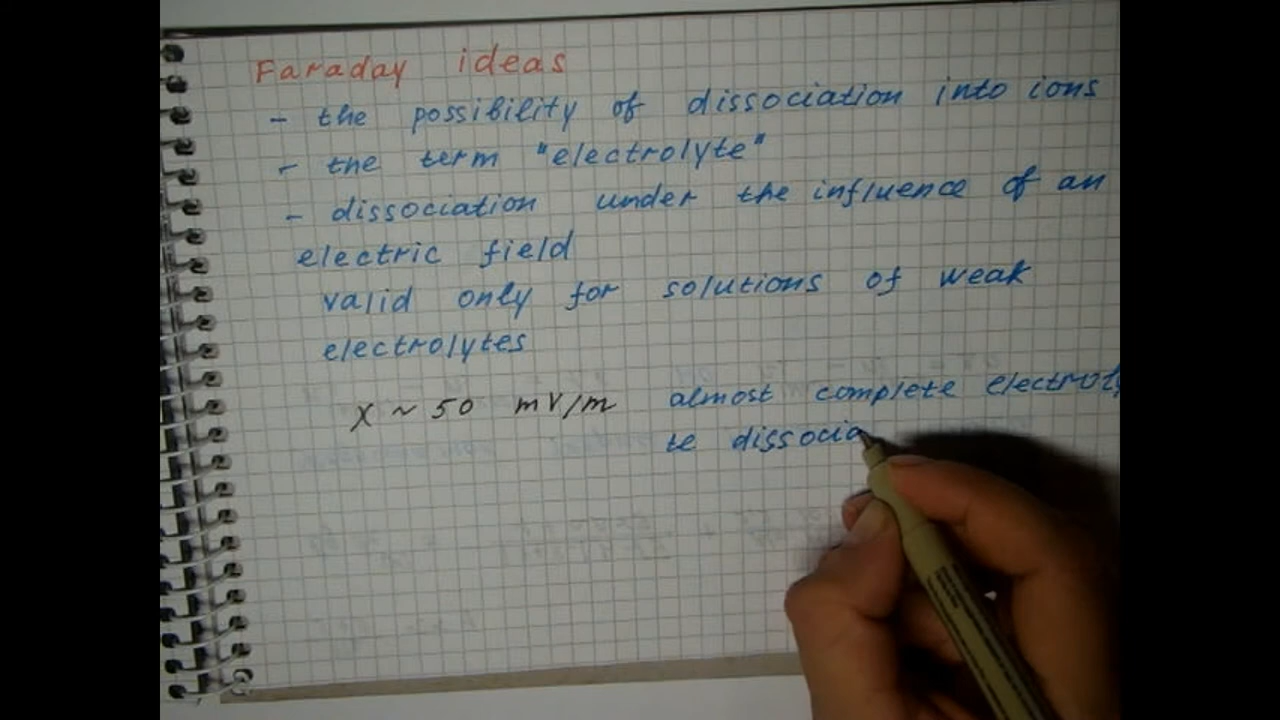 Faraday ideas
- the possibility of dissociation into ions
- the term "electrolyte"
- dissociation under the influence of an
electric field
valid only for solutions of weak
electrolytes
X ~ 50 mV/m almost complete electroly
te dissocia